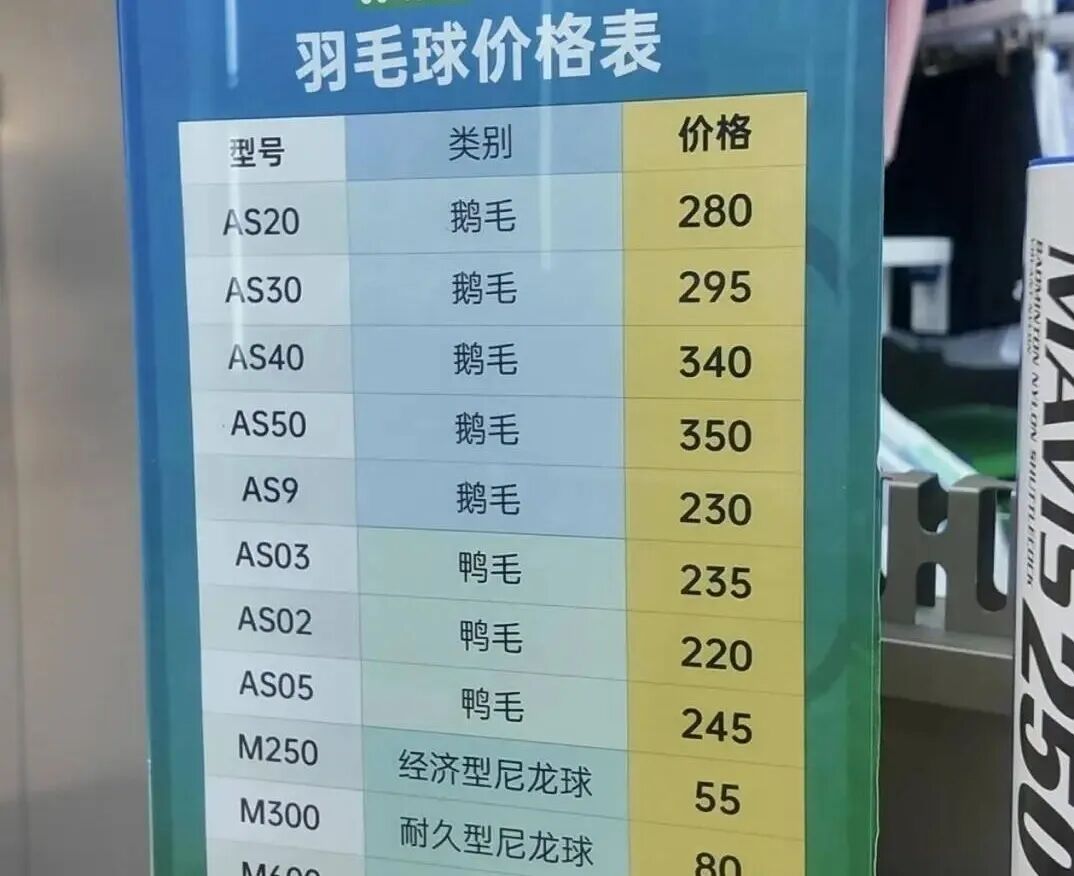 羽毛球价格表
型号 类别 价格
AS20 鹅毛 280
AS30 鹅毛 295
AS40 鹅毛 340
AS50 鹅毛 350
AS9 鹅毛 230
AS03 鸭毛 235
AS02 鸭毛 220
AS05 鸭毛 245
M250 经济型尼龙球 55
M300 耐久型尼龙球 80
M600
MAVIS 250
BADMINTON NYLON SHUTTLECOCK